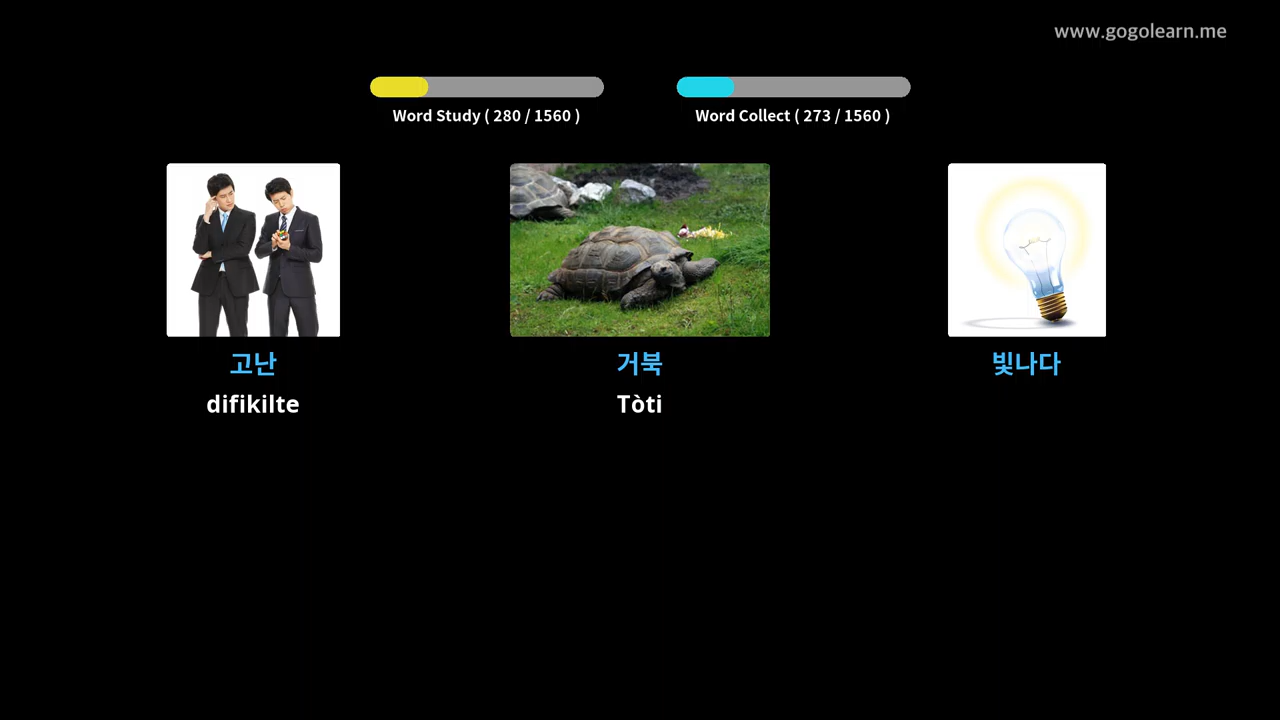 www.gogolearn.me
Word Study ( 280 / 1560 )
Word Collect ( 273 / 1560 )
고난
거북
빛나다
difikilte
Tòti